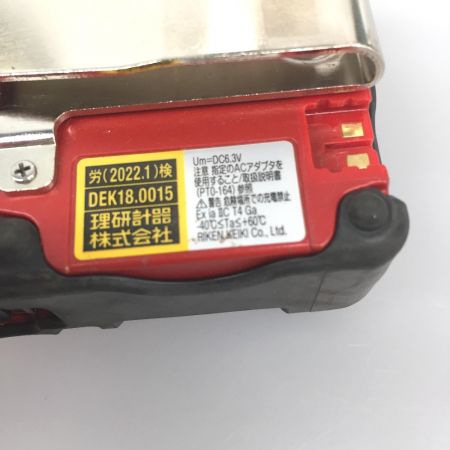 労(2022.1)検
DEK18.0015
理研計器
株式会社
Um=DC6.3V
注意 指定のACアダプタを
使用すること/取扱説明書
(PT0-164)参照
⚠警告 危険場所での充電禁止
Ex ia IIC T4 Ga
-40℃≤Ta≤+60℃
RIKEN KEIKI Co., Ltd.